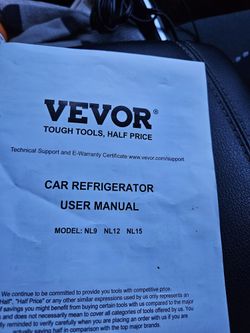 VEVOR®
TOUGH TOOLS, HALF PRICE
Technical Support and E-Warranty Certificate www.vevor.com/support
CAR REFRIGERATOR
USER MANUAL
MODEL: NL9 NL12 NL15
We continue to be committed to provide you tools with competitive price.
Half", "Half Price" or any other similar expressions used by us only represents an
of savings you might benefit from buying certain tools with us compared to the major
and does not necessarily mean to cover all categories of tools offered by us. You
reminded to verify carefully when you are placing an order with us if you are
actually saving half in comparison with the top major brands.